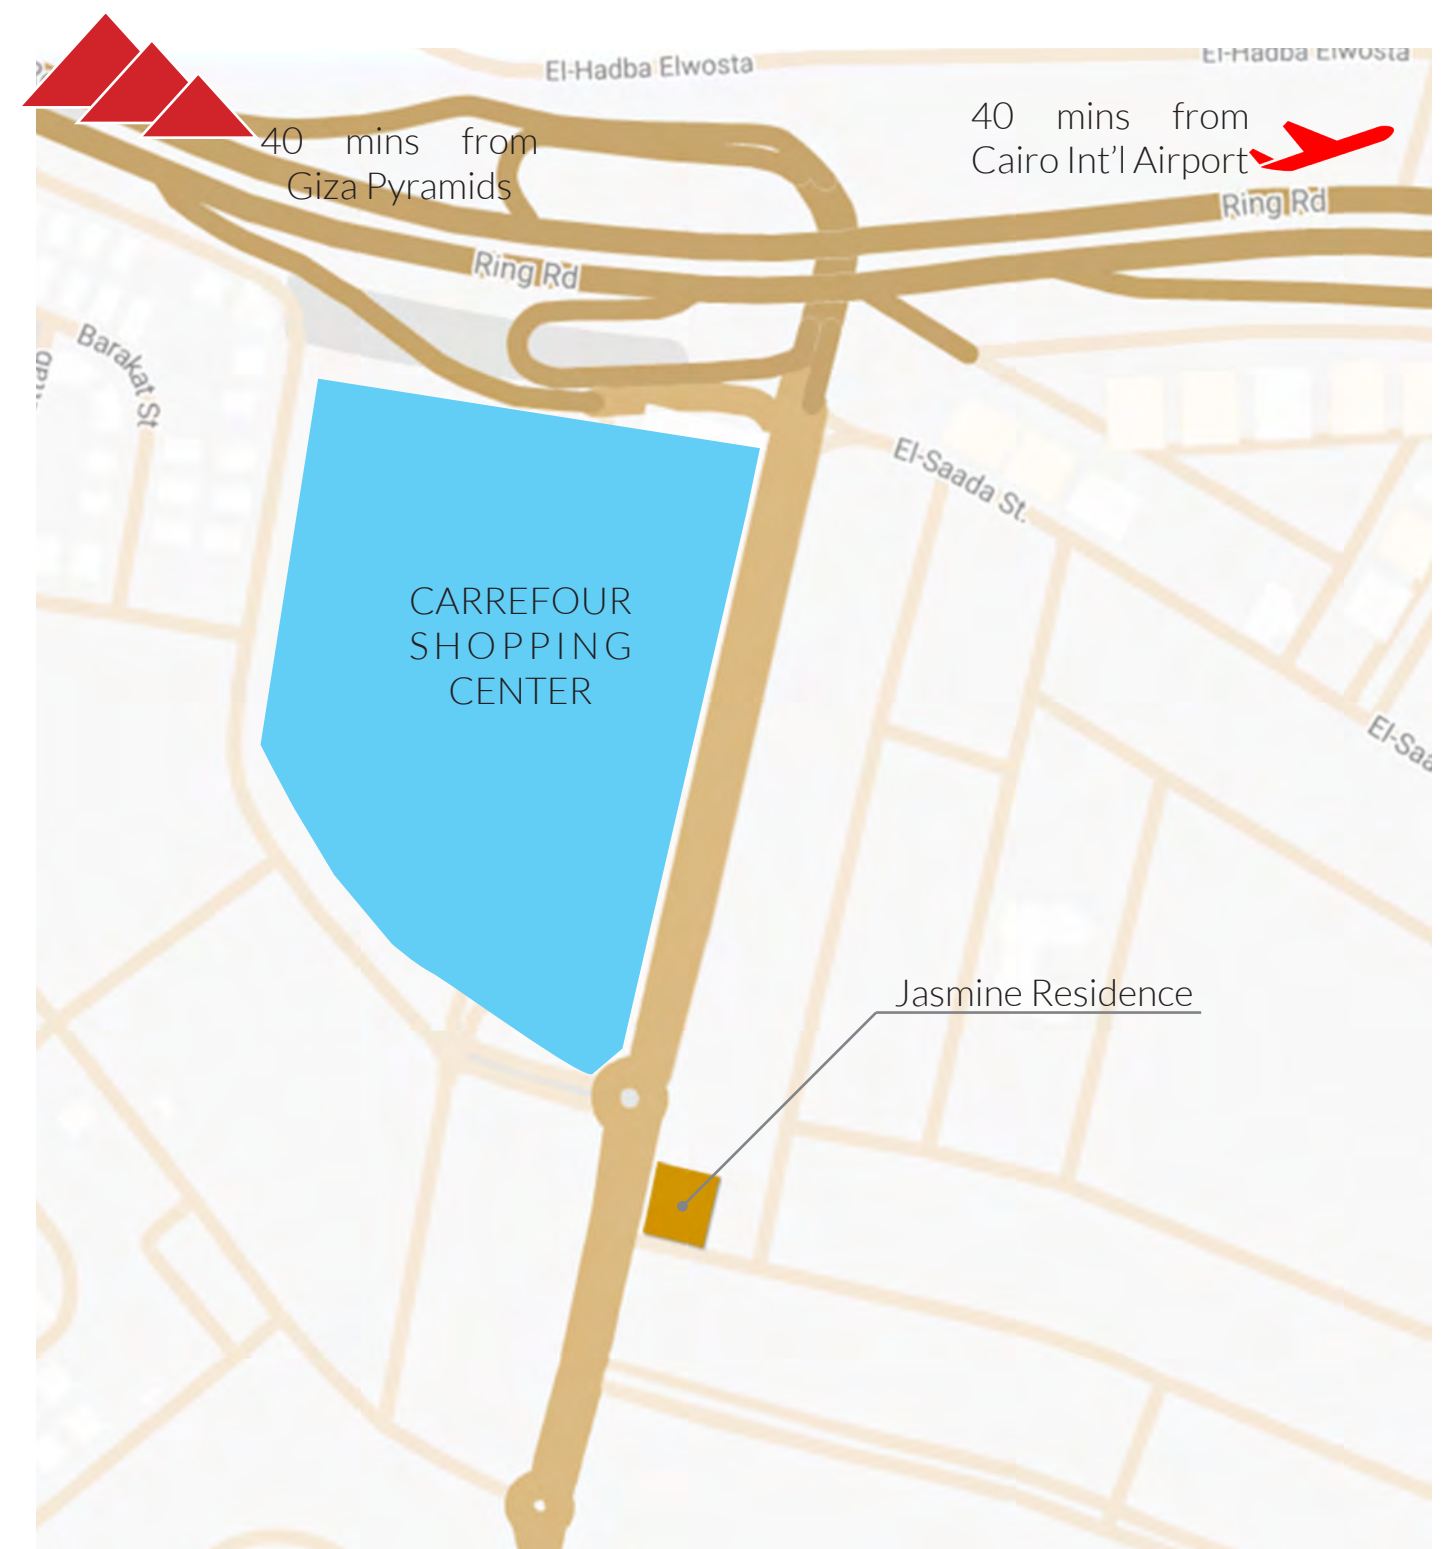 El-Hadba Elwosta
El-Hadba Elwosta
40 mins from
Giza Pyramids
40 mins from
Cairo Int'l Airport
Ring Rd
Ring Rd
Barakat St
El-Saada St.
CARREFOUR
SHOPPING
CENTER
El-Saa
Jasmine Residence